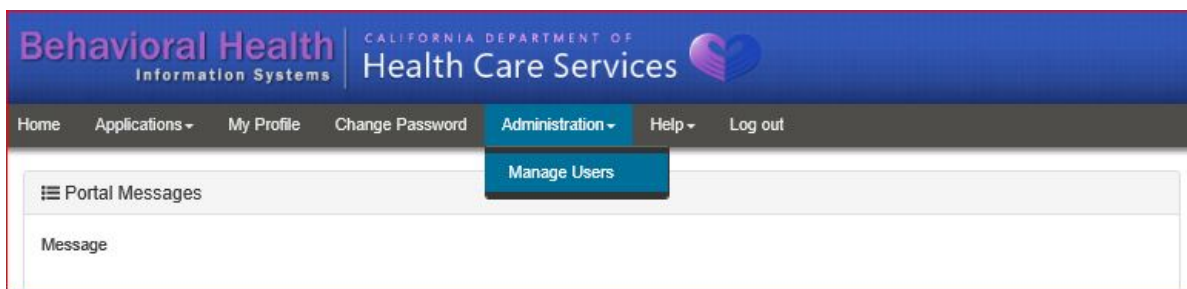 Behavioral Health
Information Systems
CALIFORNIA DEPARTMENT OF
Health Care Services
Home Applications My Profile Change Password Administration Help Log out
Manage Users
Portal Messages
Message